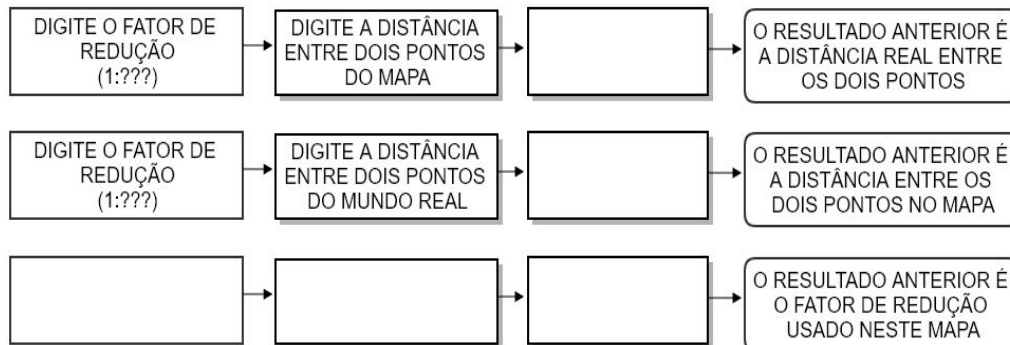 DIGITE O FATOR DE
REDUÇÃO
(1:???)
DIGITE A DISTÂNCIA
ENTRE DOIS PONTOS
DO MAPA
O RESULTADO ANTERIOR É
A DISTÂNCIA REAL ENTRE
OS DOIS PONTOS
DIGITE O FATOR DE
REDUÇÃO
(1:???)
DIGITE A DISTÂNCIA
ENTRE DOIS PONTOS
DO MUNDO REAL
O RESULTADO ANTERIOR É
A DISTÂNCIA ENTRE OS
DOIS PONTOS NO MAPA
O RESULTADO ANTERIOR É
O FATOR DE REDUÇÃO
USADO NESTE MAPA